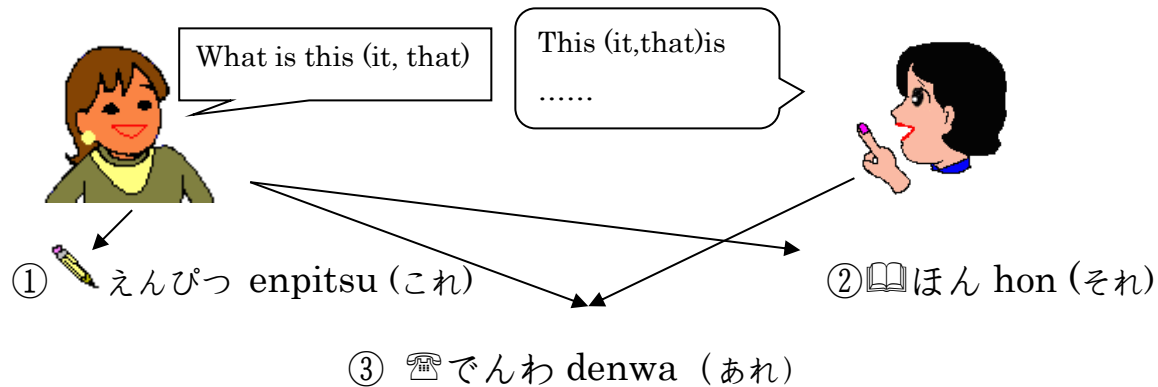 What is this (it, that)
This (it,that)is
……
① えんぴつ enpitsu (これ)
②🕮ほん hon (それ)
③ ☏でんわ denwa (あれ)